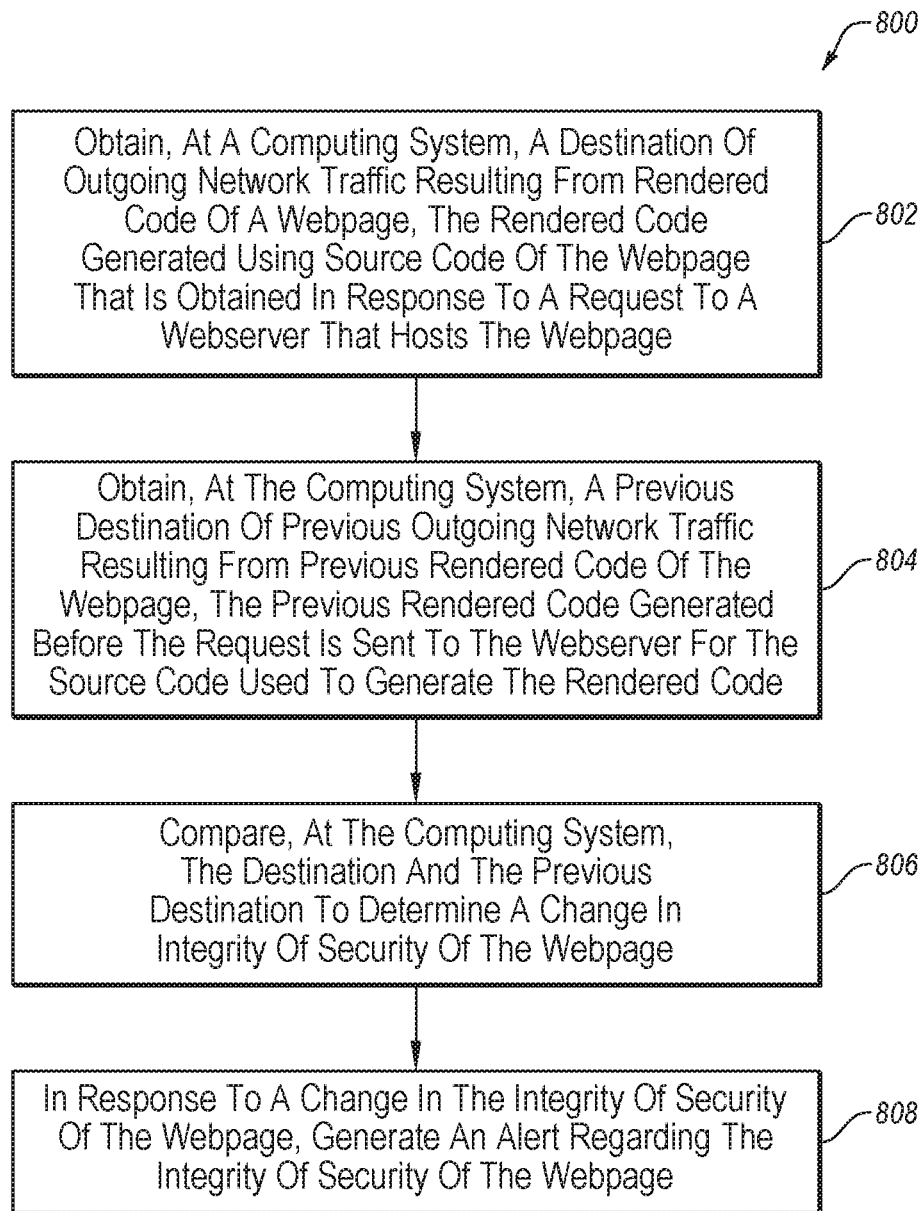 800
Obtain, At A Computing System, A Destination Of
Outgoing Network Traffic Resulting From Rendered
Code Of A Webpage, The Rendered Code
Generated Using Source Code Of The Webpage
That Is Obtained In Response To A Request To A
Webserver That Hosts The Webpage
802
Obtain, At The Computing System, A Previous
Destination Of Previous Outgoing Network Traffic
Resulting From Previous Rendered Code Of The
Webpage, The Previous Rendered Code Generated
Before The Request Is Sent To The Webserver For The
Source Code Used To Generate The Rendered Code
804
Compare, At The Computing System,
The Destination And The Previous
Destination To Determine A Change In
Integrity Of Security Of The Webpage
806
In Response To A Change In The Integrity Of Security
Of The Webpage, Generate An Alert Regarding The
Integrity Of Security Of The Webpage
808